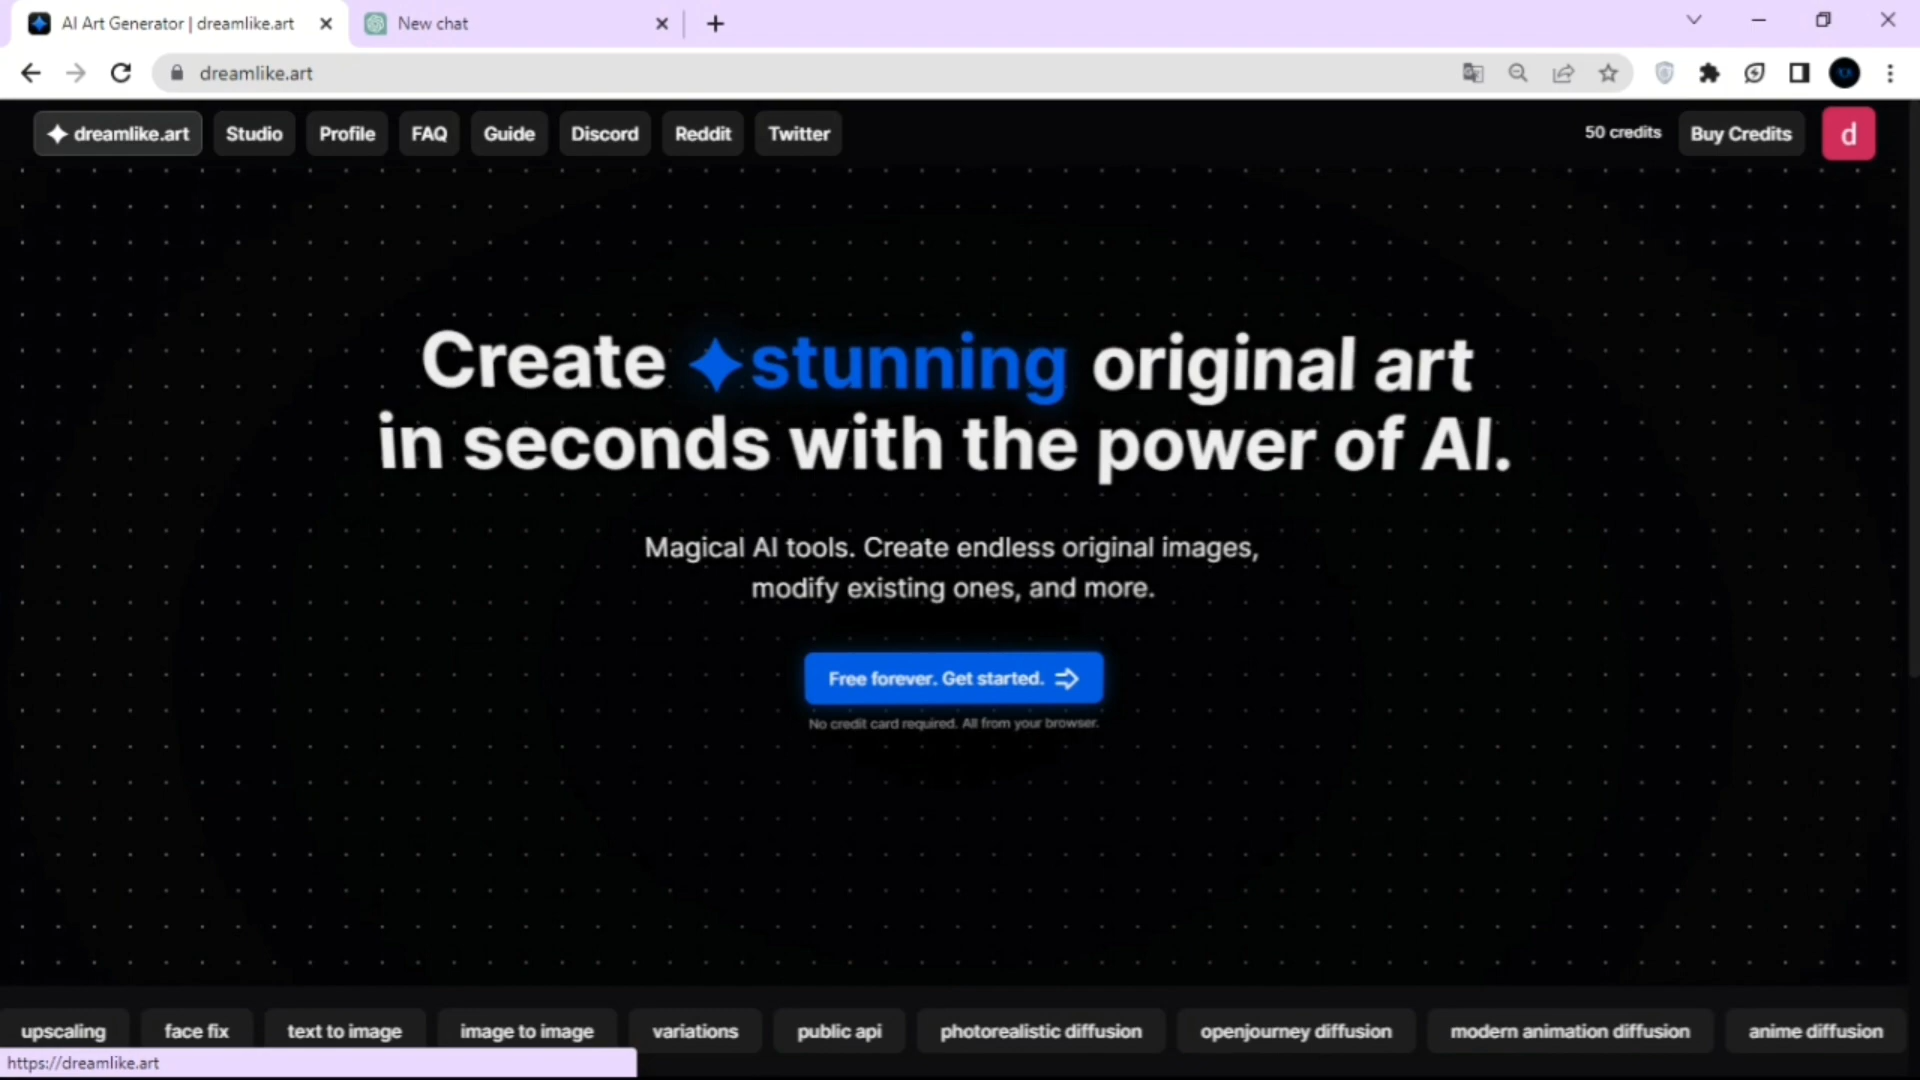 AI Art Generator | dreamlike.art
New chat
dreamlike.art
dreamlike.art Studio Profile FAQ Guide Discord Reddit Twitter 50 credits Buy Credits d
Create stunning original art
in seconds with the power of AI.
Magical AI tools. Create endless original images,
modify existing ones, and more.
Free forever. Get started.
No credit card required. All from your browser.
upscaling face fix text to image image to image variations public api photorealistic diffusion openjourney diffusion modern animation diffusion anime diffusion
https://dreamlike.art